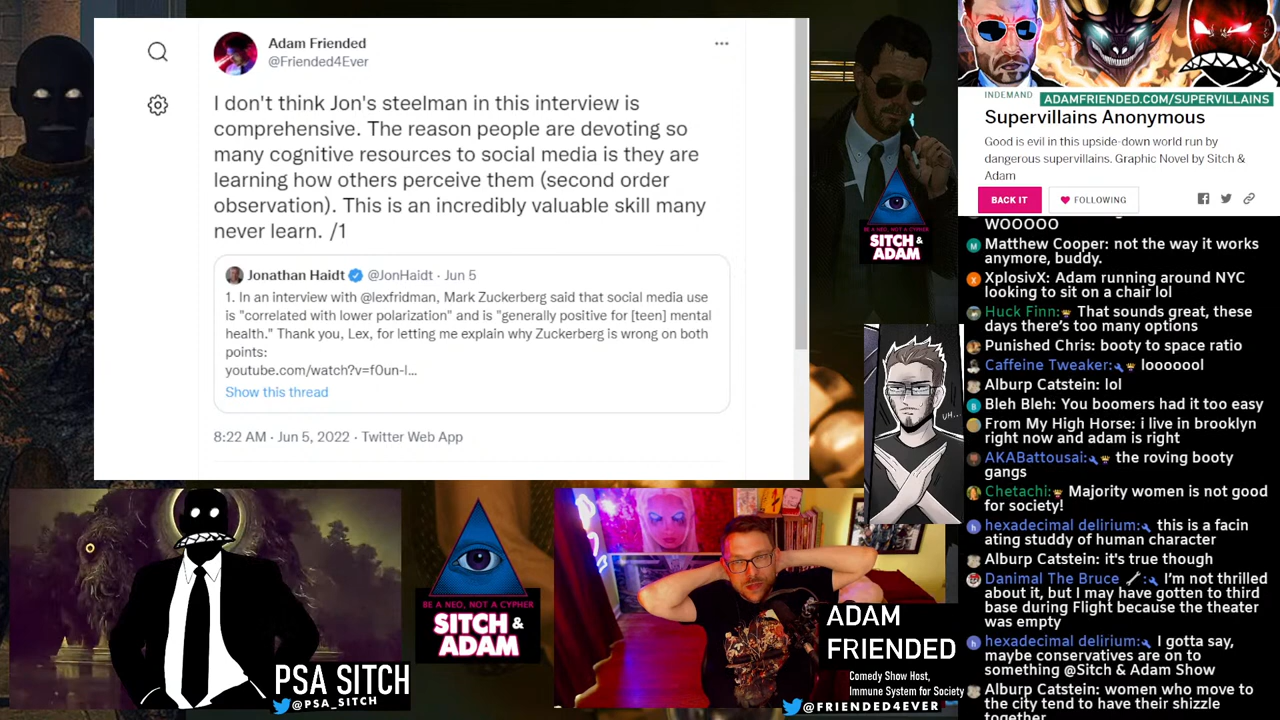 Adam Friended
@Friended4Ever
I don't think Jon's steelman in this interview is
comprehensive. The reason people are devoting so
many cognitive resources to social media is they are
learning how others perceive them (second order
observation). This is an incredibly valuable skill many
never learn. /1
Jonathan Haidt @JonHaidt · Jun 5
1. In an interview with @lexfridman, Mark Zuckerberg said that social media use
is "correlated with lower polarization" and is "generally positive for [teen] mental
health." Thank you, Lex, for letting me explain why Zuckerberg is wrong on both
points:
youtube.com/watch?v=f0un-l...
Show this thread
8:22 AM · Jun 5, 2022 · Twitter Web App
BE A NEO, NOT A CYPHER
SITCH &
ADAM
UH...
INDEMAND
ADAMFRIENDED.COM/SUPERVILLAINS
Supervillains Anonymous
Good is evil in this upside-down world run by
dangerous supervillains. Graphic Novel by Sitch &
Adam
BACK IT
FOLLOWING
WOOOOO
Matthew Cooper: not the way it works
anymore, buddy.
XplosivX: Adam running around NYC
looking to sit on a chair lol
Huck Finn: That sounds great, these
days there's too many options
Punished Chris: booty to space ratio
Caffeine Tweaker: looooool
Alburp Catstein: lol
Bleh Bleh: You boomers had it too easy
From My High Horse: i live in brooklyn
right now and adam is right
AKABattousai: the roving booty
gangs
Chetachi: Majority women is not good
for society!
hexadecimal delirium: this is a facin
ating studdy of human character
Alburp Catstein: it's true though
Danimal The Bruce : I'm not thrilled
about it, but I may have gotten to third
base during Flight because the theater
was empty
hexadecimal delirium: I gotta say,
maybe conservatives are on to
something @Sitch & Adam Show
Alburp Catstein: women who move to
the city tend to have their shizzle
together
PSA SITCH
@PSA_SITCH
BE A NEO, NOT A CYPHER
SITCH &
ADAM
ADAM
FRIENDED
Comedy Show Host,
Immune System for Society
@FRIENDED4EVER